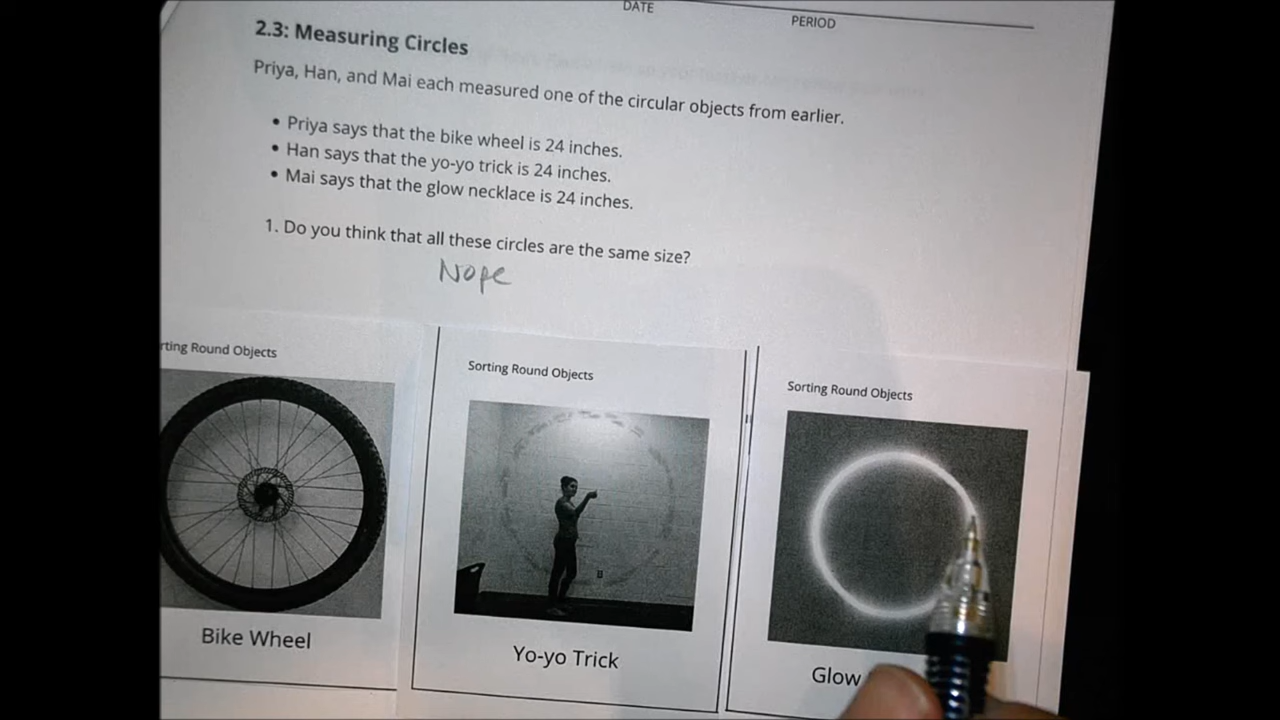 DATE
PERIOD
2.3: Measuring Circles
Priya, Han, and Mai each measured one of the circular objects from earlier.
• Priya says that the bike wheel is 24 inches.
• Han says that the yo-yo trick is 24 inches.
• Mai says that the glow necklace is 24 inches.
1. Do you think that all these circles are the same size?
Nope
rting Round Objects
Sorting Round Objects
Sorting Round Objects
Bike Wheel
Yo-yo Trick
Glow